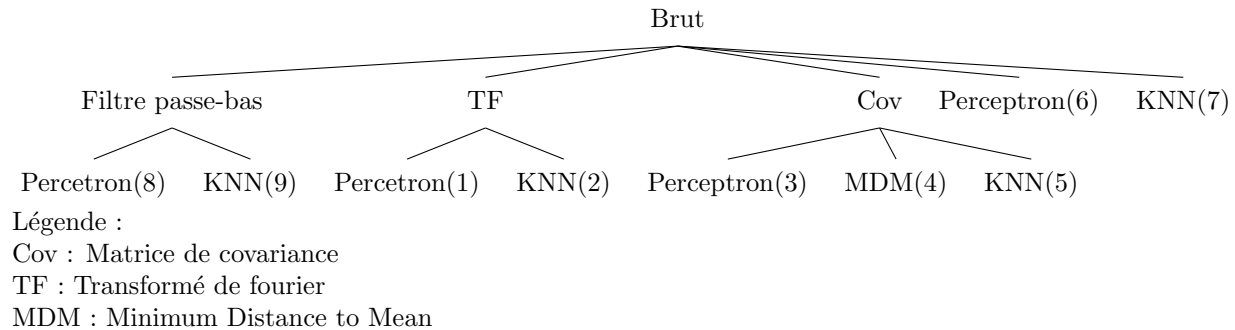 Brut
Filtre passe-bas TF Cov Perceptron(6) KNN(7)
Percetron(8) KNN(9) Percetron(1) KNN(2) Perceptron(3) MDM(4) KNN(5)
Légende :
Cov : Matrice de covariance
TF : Transformé de fourier
MDM : Minimum Distance to Mean